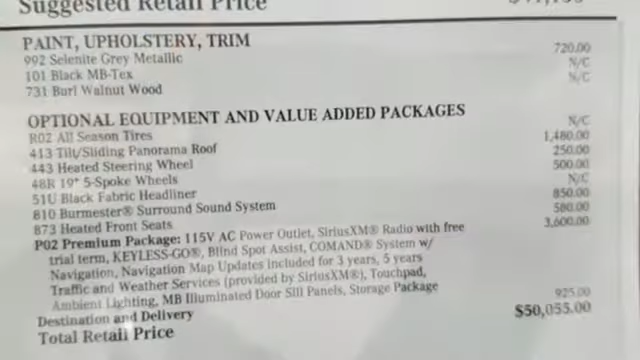 Suggested Retail Price
PAINT, UPHOLSTERY, TRIM
992 Selenite Grey Metallic 720.00
101 Black MB-Tex N/C
731 Burl Walnut Wood N/C
OPTIONAL EQUIPMENT AND VALUE ADDED PACKAGES
R02 All Season Tires N/C
413 Tilt/Sliding Panorama Roof 1,480.00
443 Heated Steering Wheel 250.00
48R 19" 5-Spoke Wheels 500.00
51U Black Fabric Headliner N/C
810 Burmester® Surround Sound System 850.00
873 Heated Front Seats 580.00
P02 Premium Package: 115V AC Power Outlet, SiriusXM® Radio with free 3,600.00
trial term, KEYLESS-GO®, Blind Spot Assist, COMAND® System w/
Navigation, Navigation Map Updates included for 3 years, 5 years
Traffic and Weather Services (provided by SiriusXM®), Touchpad,
Ambient Lighting, MB Illuminated Door Sill Panels, Storage Package
Destination and Delivery 925.00
Total Retail Price $50,055.00